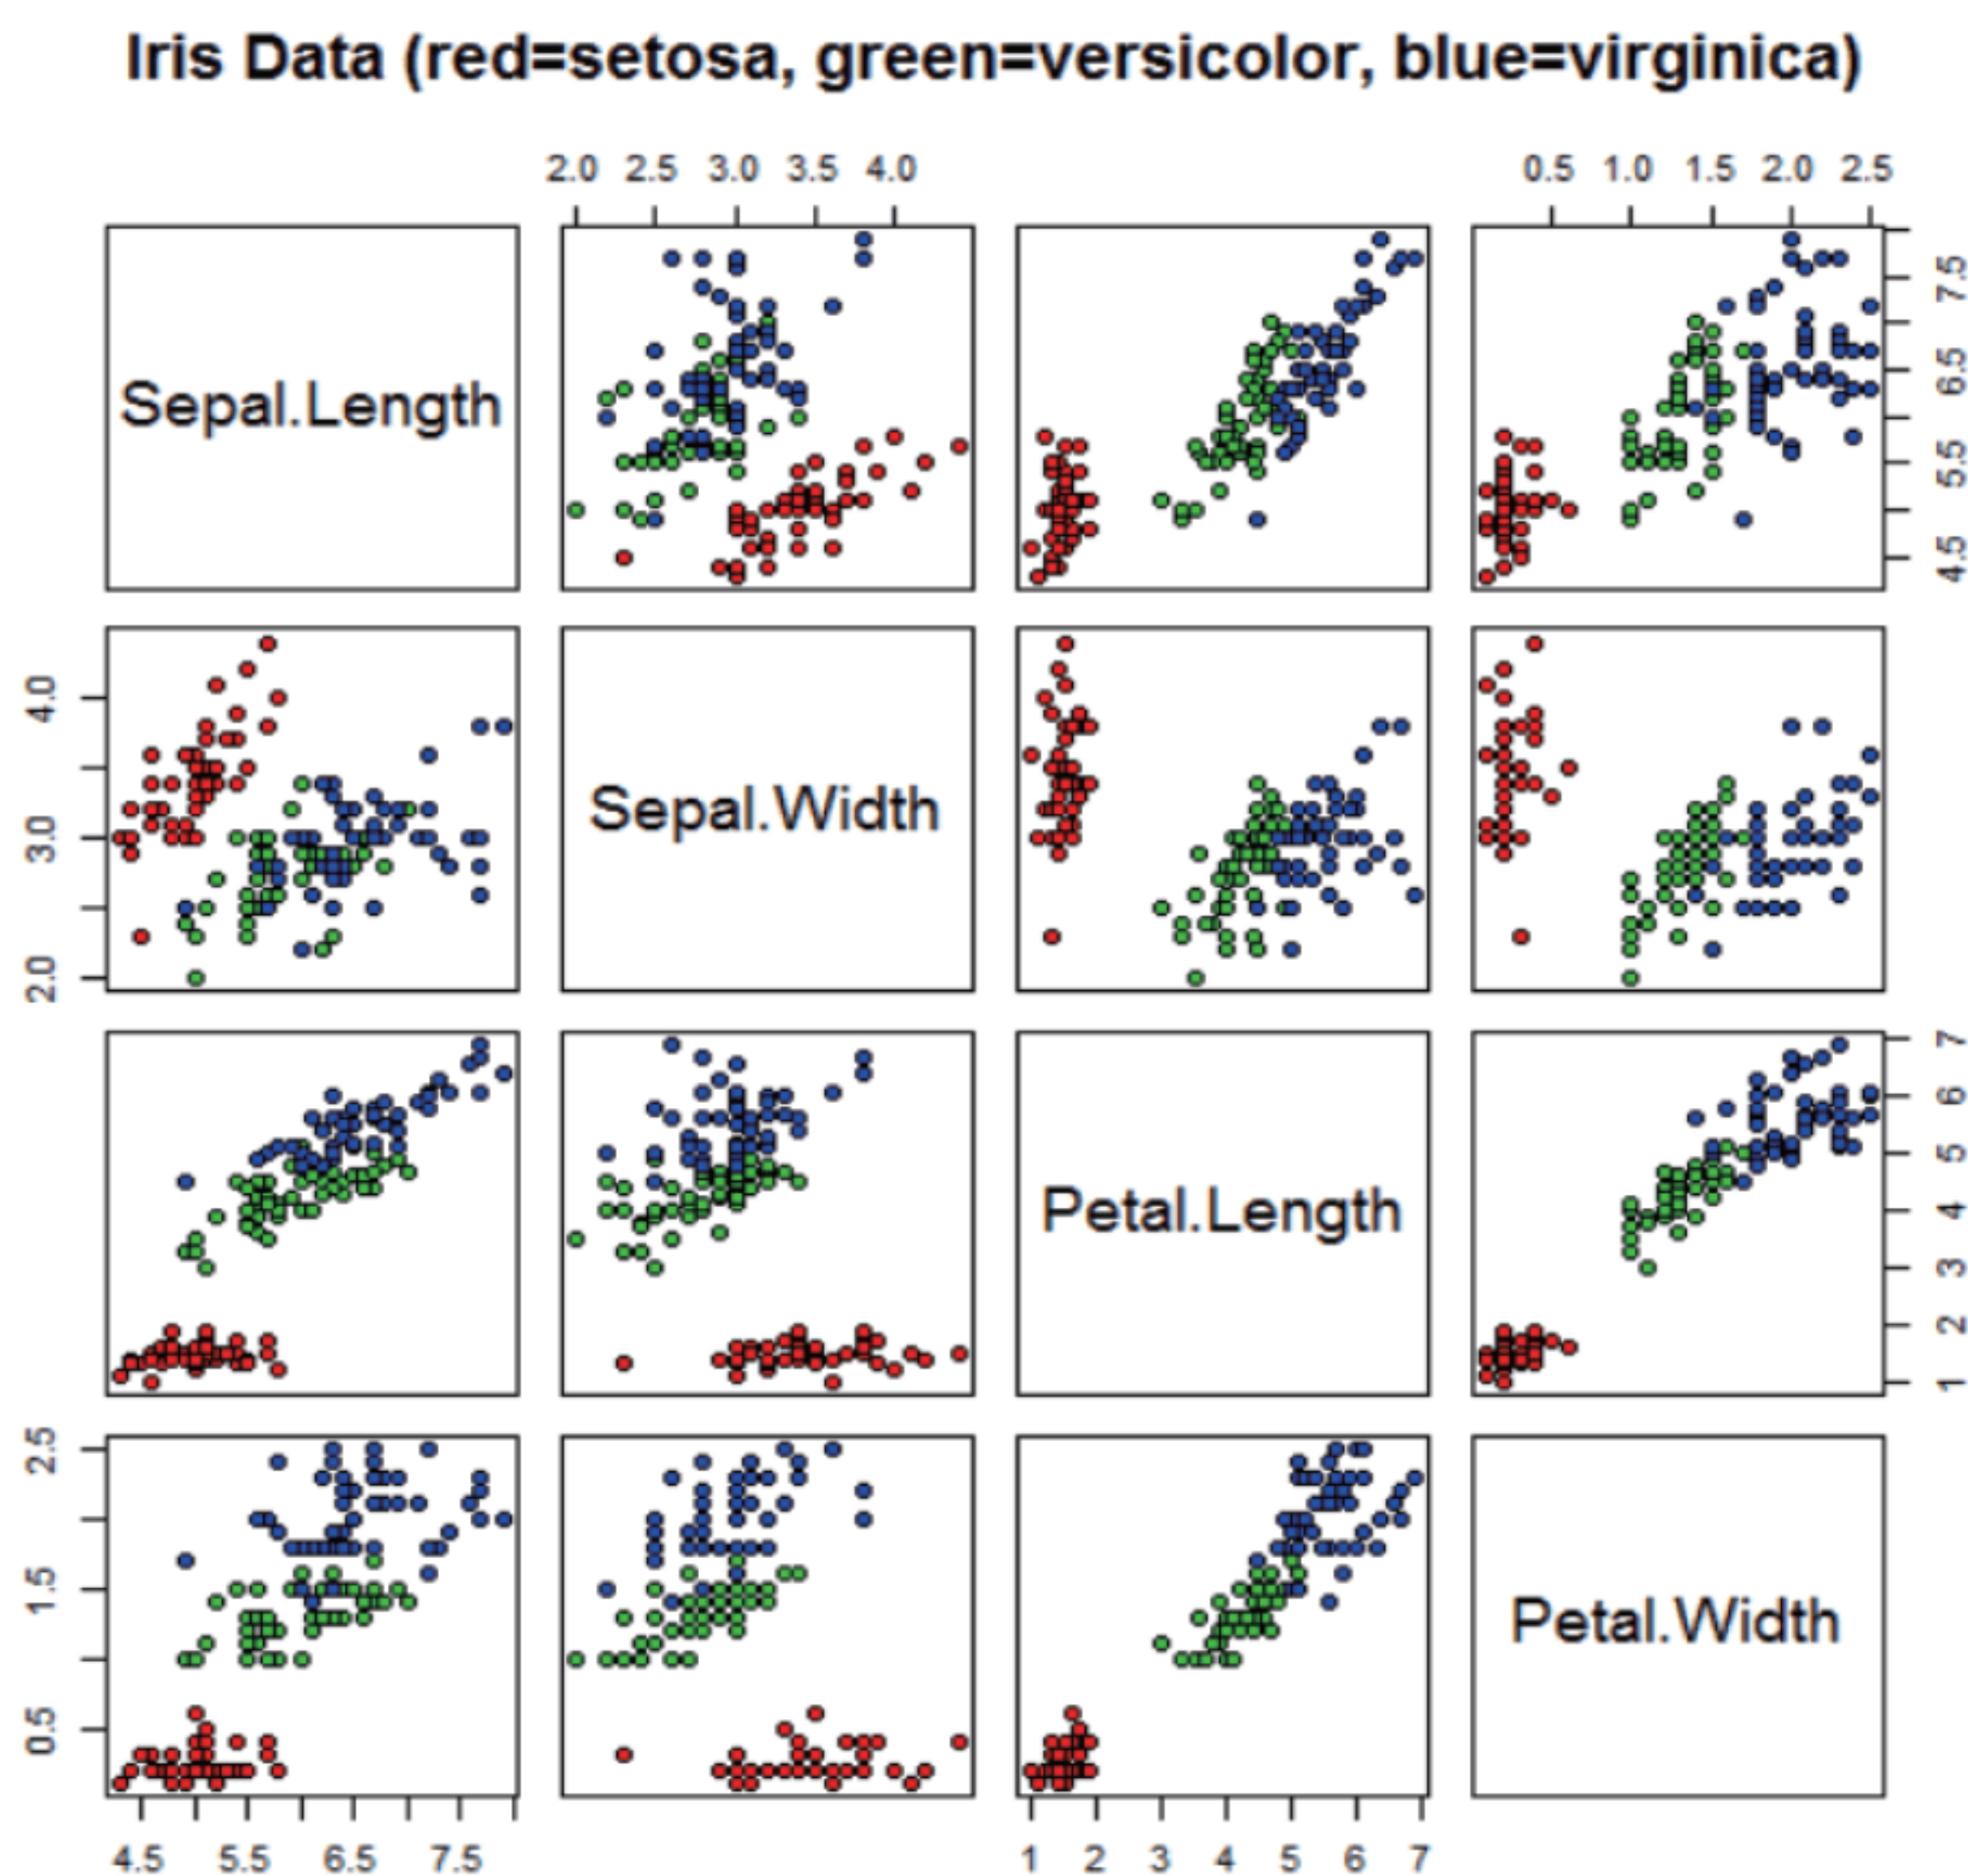 Iris Data (red=setosa, green=versicolor, blue=virginica)
2.0 2.5 3.0 3.5 4.0
0.5 1.0 1.5 2.0 2.5
Sepal.Length
4.5 5.5 6.5 7.5
2.0 3.0 4.0
Sepal.Width
Petal.Length
1 2 3 4 5 6 7
0.5 1.5 2.5
Petal.Width
4.5 5.5 6.5 7.5
1 2 3 4 5 6 7